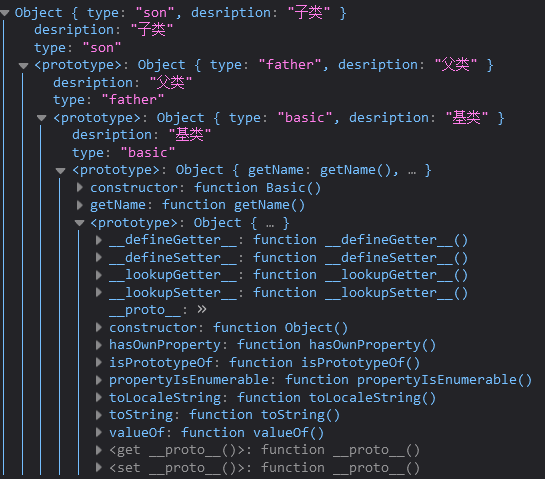 Object { type: "son", desription: "子类" }
desription: "子类"
type: "son"
<prototype>: Object { type: "father", desription: "父类" }
desription: "父类"
type: "father"
<prototype>: Object { type: "basic", desription: "基类" }
desription: "基类"
type: "basic"
<prototype>: Object { getName: getName(), … }
constructor: function Basic()
getName: function getName()
<prototype>: Object { … }
__defineGetter__: function __defineGetter__()
__defineSetter__: function __defineSetter__()
__lookupGetter__: function __lookupGetter__()
__lookupSetter__: function __lookupSetter__()
__proto__: »
constructor: function Object()
hasOwnProperty: function hasOwnProperty()
isPrototypeOf: function isPrototypeOf()
propertyIsEnumerable: function propertyIsEnumerable()
toLocaleString: function toLocaleString()
toString: function toString()
valueOf: function valueOf()
<get __proto__()>: function __proto__()
<set __proto__()>: function __proto__()